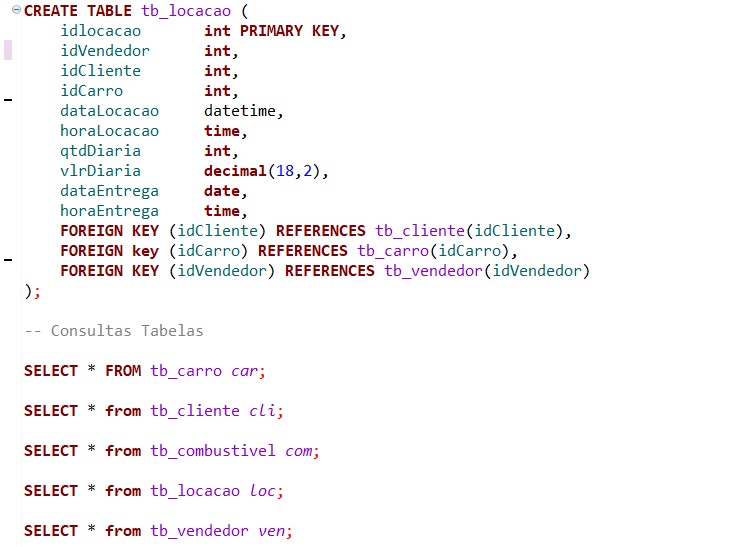 CREATE TABLE tb_locacao (
idlocacao int PRIMARY KEY,
idVendedor int,
idCliente int,
idCarro int,
dataLocacao datetime,
horaLocacao time,
qtdDiaria int,
vlrDiaria decimal(18,2),
dataEntrega date,
horaEntrega time,
FOREIGN KEY (idCliente) REFERENCES tb_cliente(idCliente),
FOREIGN key (idCarro) REFERENCES tb_carro(idCarro),
FOREIGN KEY (idVendedor) REFERENCES tb_vendedor(idVendedor)
);
-- Consultas Tabelas
SELECT * FROM tb_carro car;
SELECT * from tb_cliente cli;
SELECT * from tb_combustivel com;
SELECT * from tb_locacao loc;
SELECT * from tb_vendedor ven;